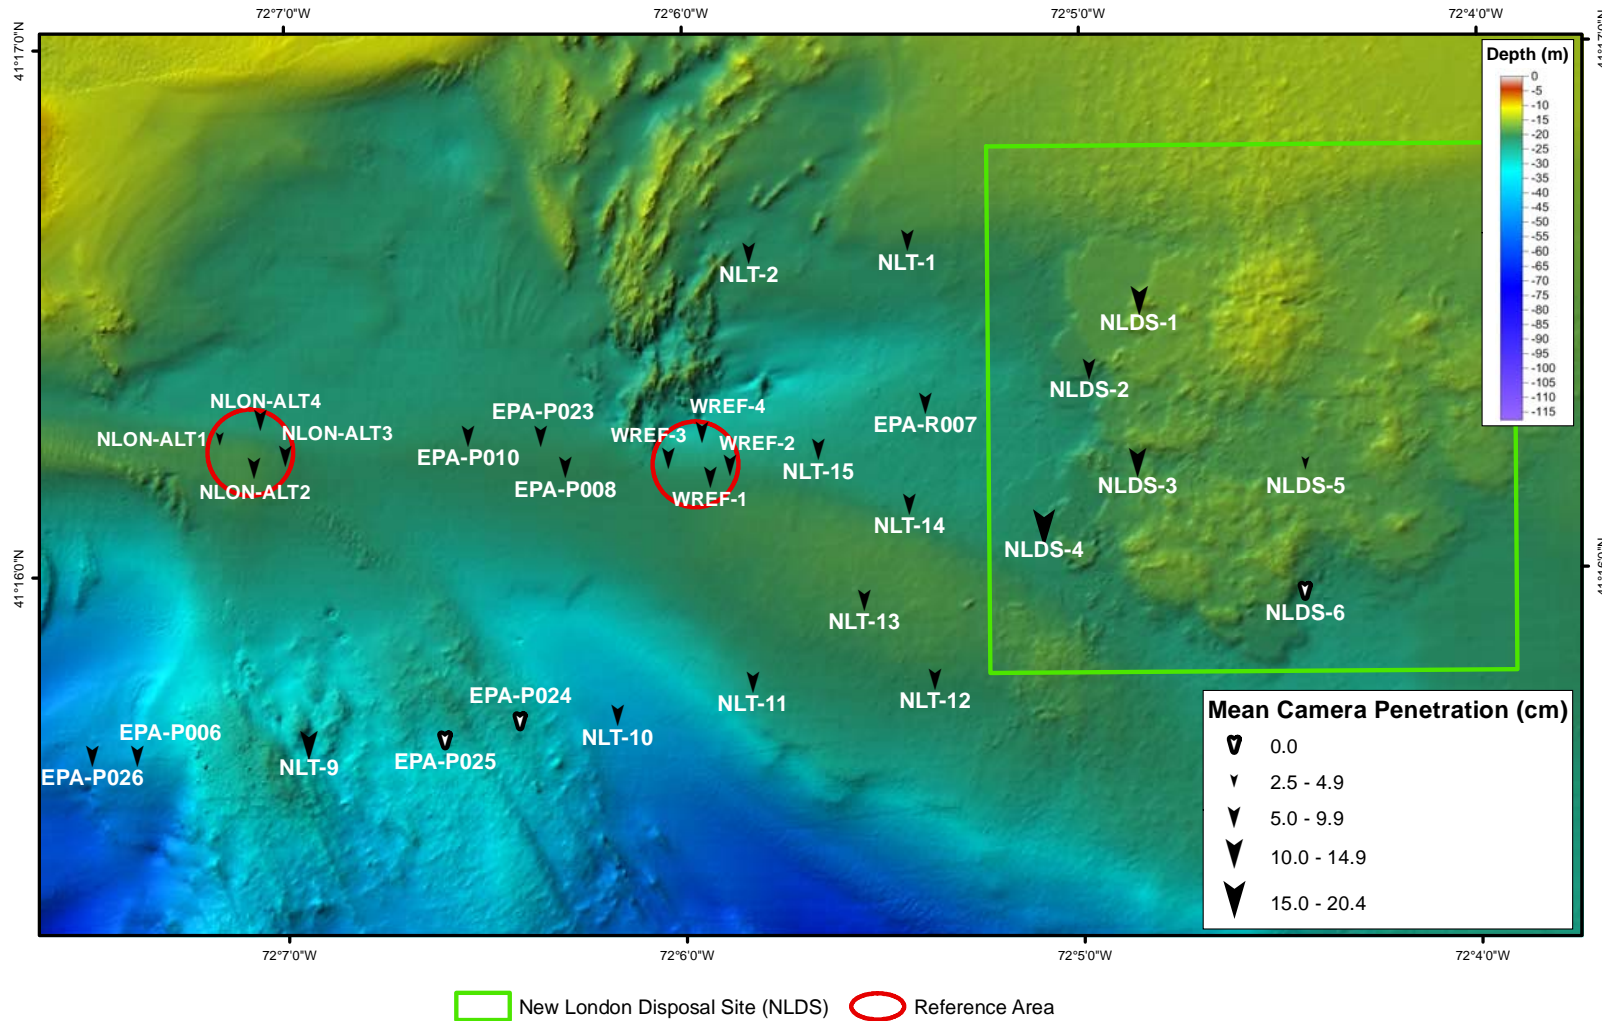 72°7'0"W
72°6'0"W
72°5'0"W
72°4'0"W
41°17'0"N
41°17'0"N
Depth (m)
0
-5
-10
-15
-20
-25
-30
-35
-40
-45
-50
-55
-60
-65
-70
-75
-80
-85
-90
-95
-100
-105
-110
-115
NLT-2
NLT-1
NLDS-1
NLDS-2
NLON-ALT4
NLON-ALT1
NLON-ALT3
NLON-ALT2
EPA-P023
EPA-P010
EPA-P008
WREF-4
WREF-3
WREF-2
WREF-1
EPA-R007
NLT-15
NLT-14
NLDS-3
NLDS-5
NLDS-4
NLDS-6
41°16'0"N
41°16'0"N
NLT-13
NLT-11
NLT-12
EPA-P024
NLT-10
EPA-P025
EPA-P006
EPA-P026
NLT-9
Mean Camera Penetration (cm)
0.0
2.5 - 4.9
5.0 - 9.9
10.0 - 14.9
15.0 - 20.4
72°7'0"W
72°6'0"W
72°5'0"W
72°4'0"W
New London Disposal Site (NLDS)
Reference Area